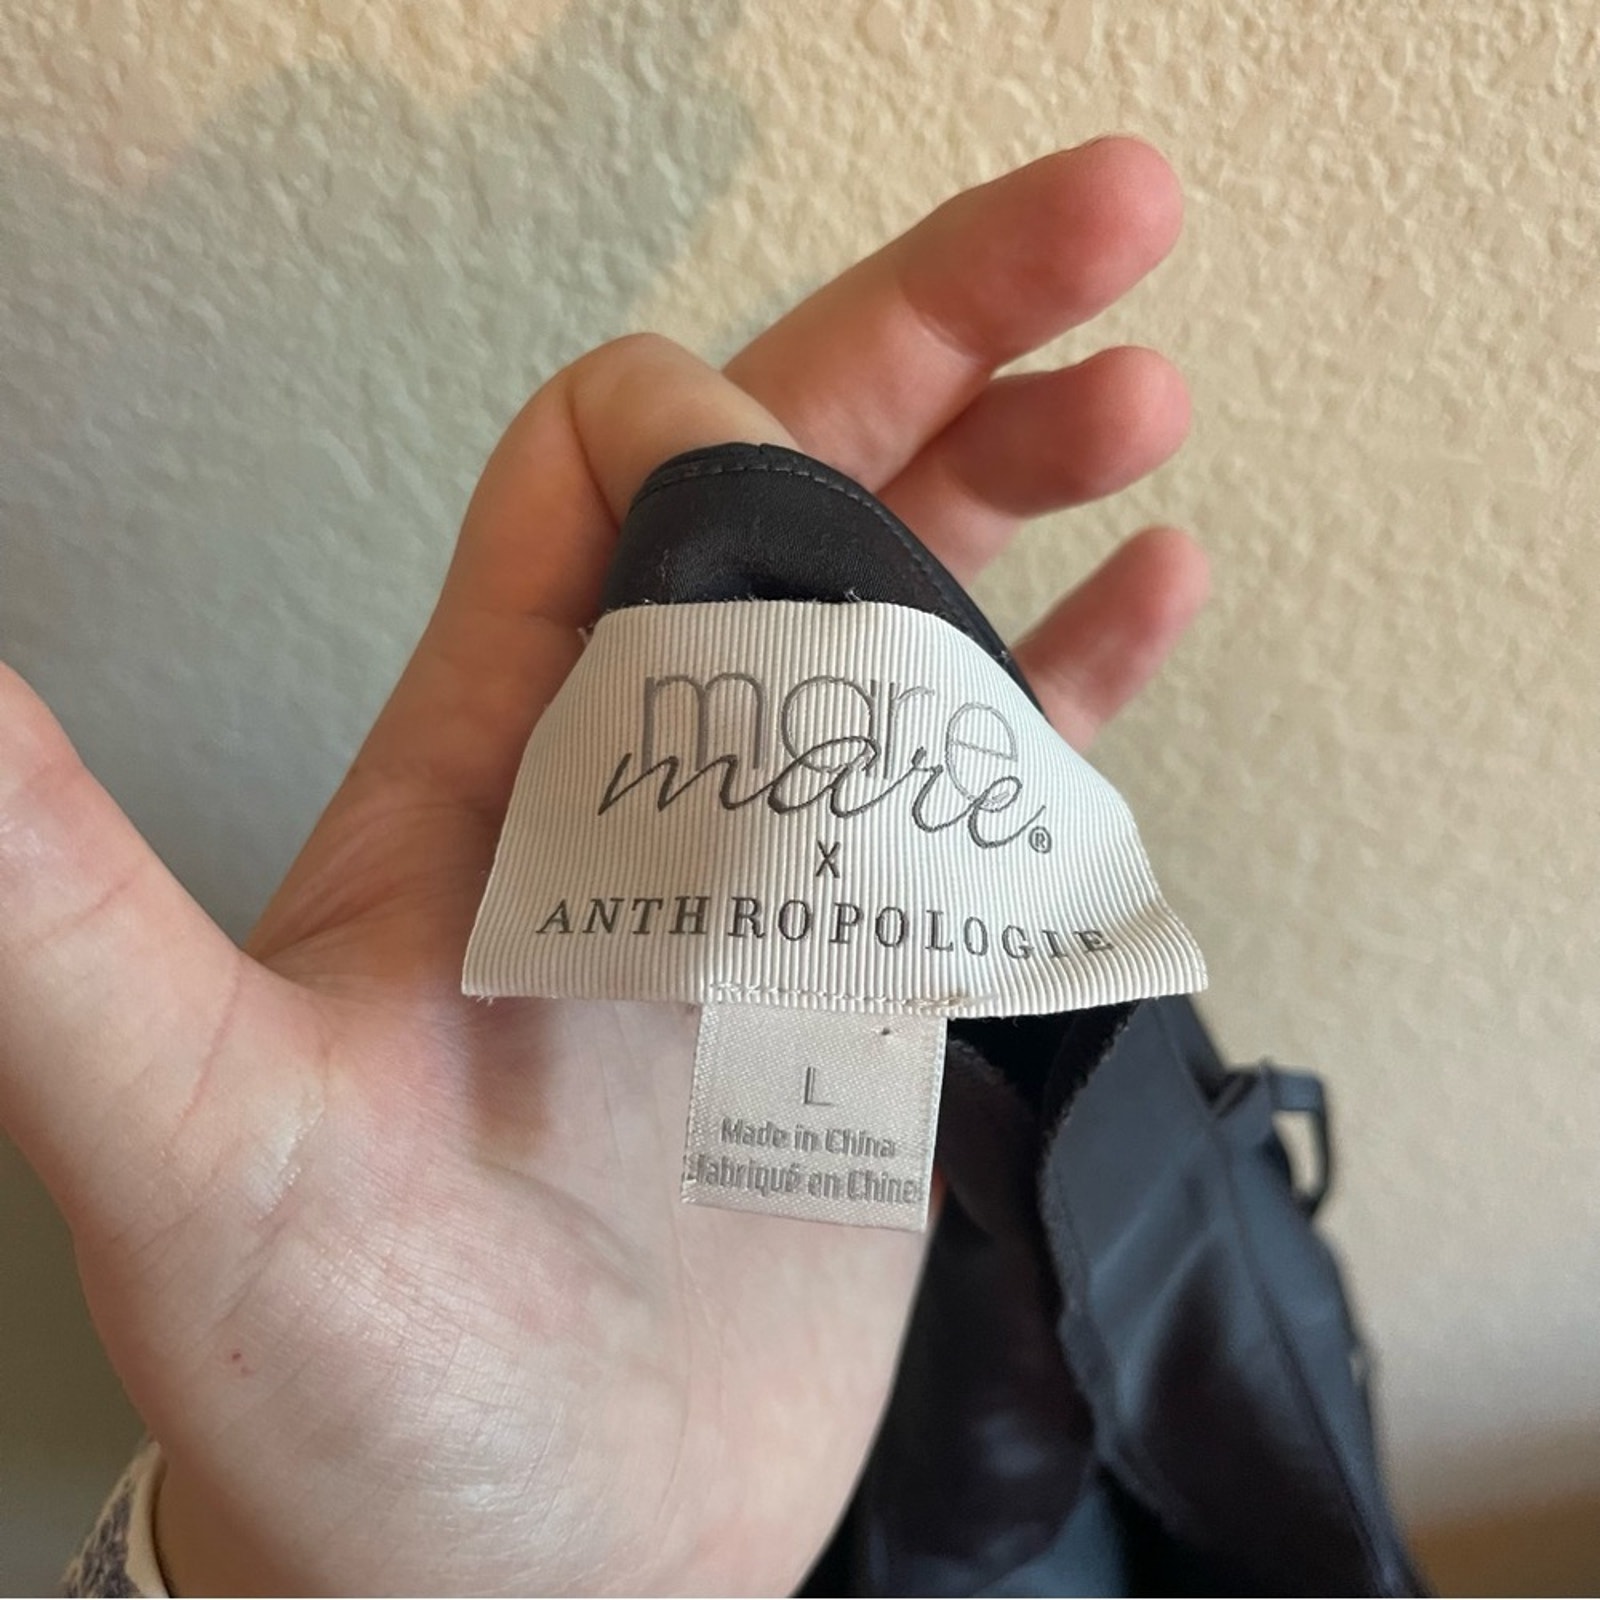 mare
mare®
X
ANTHROPOLOGIE
L
Made in China
fabriqué en Chine